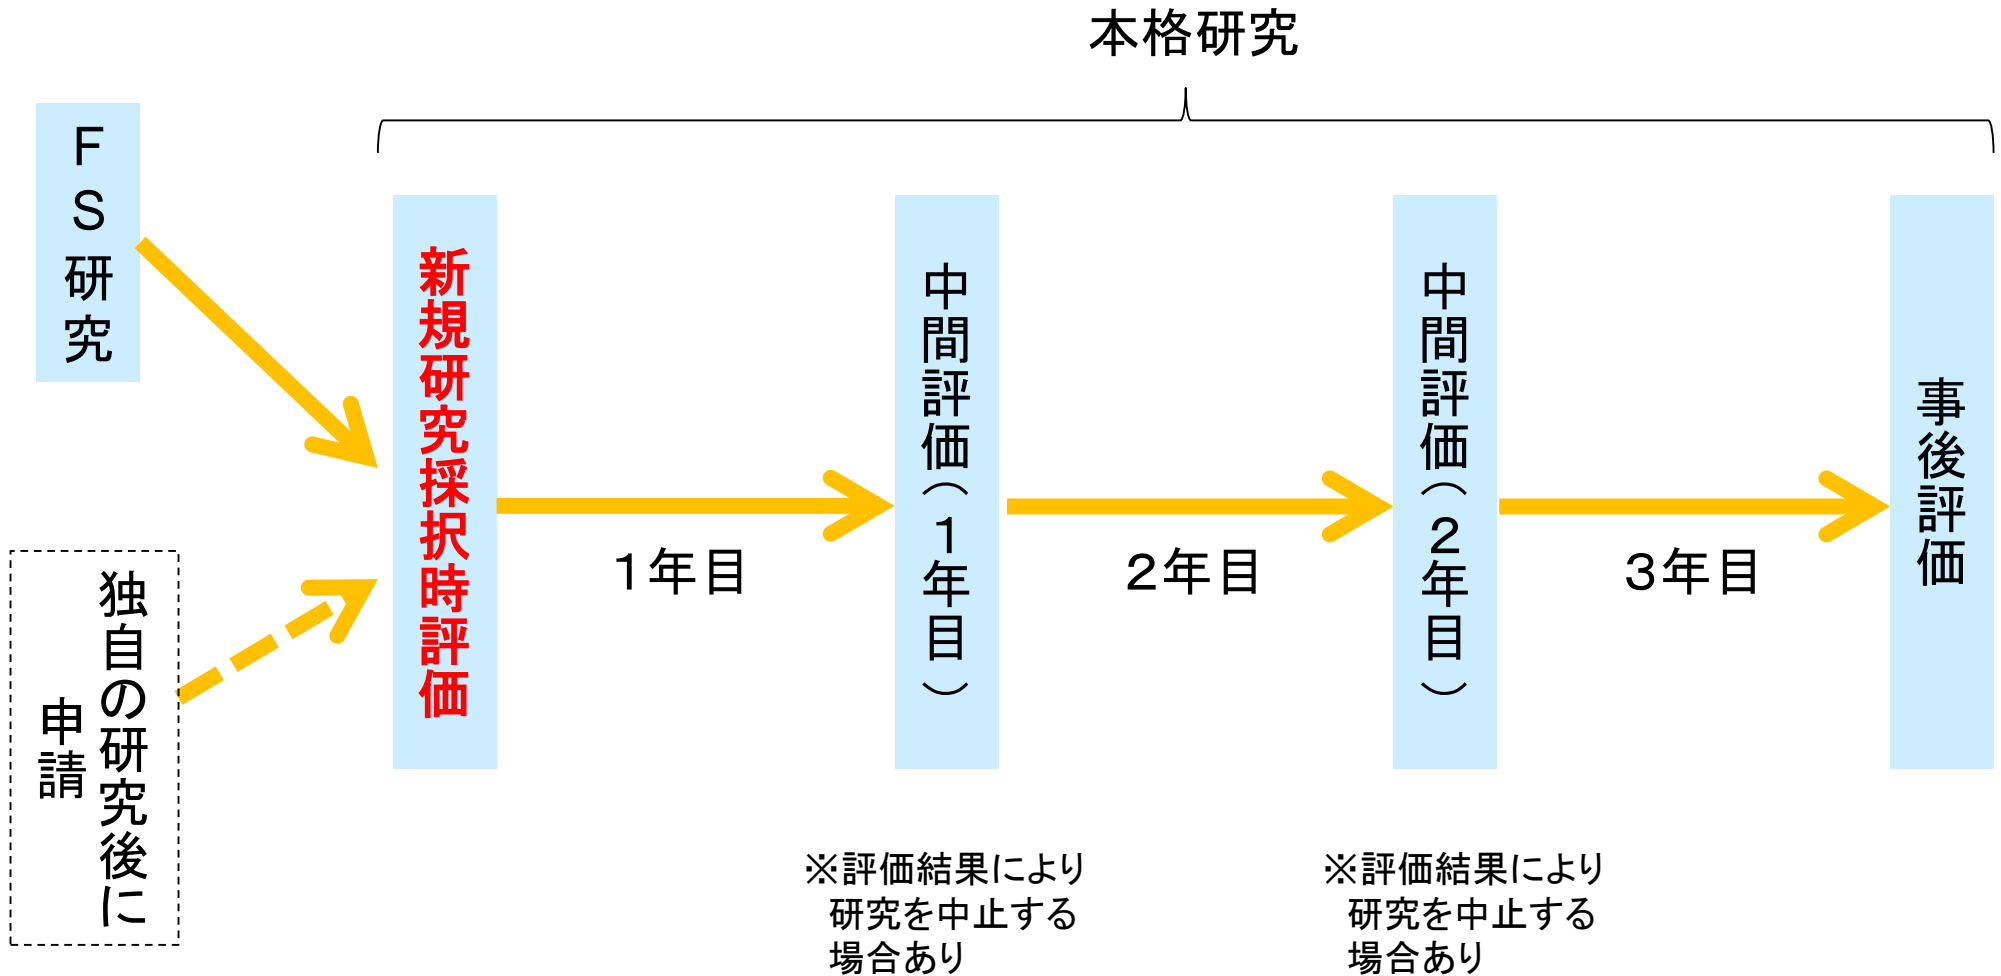 本格研究
FS研究
独自の研究後に
申請
新規研究採択時評価
1年目
中間評価(1年目)
2年目
中間評価(2年目)
3年目
事後評価
※評価結果により
研究を中止する
場合あり
※評価結果により
研究を中止する
場合あり